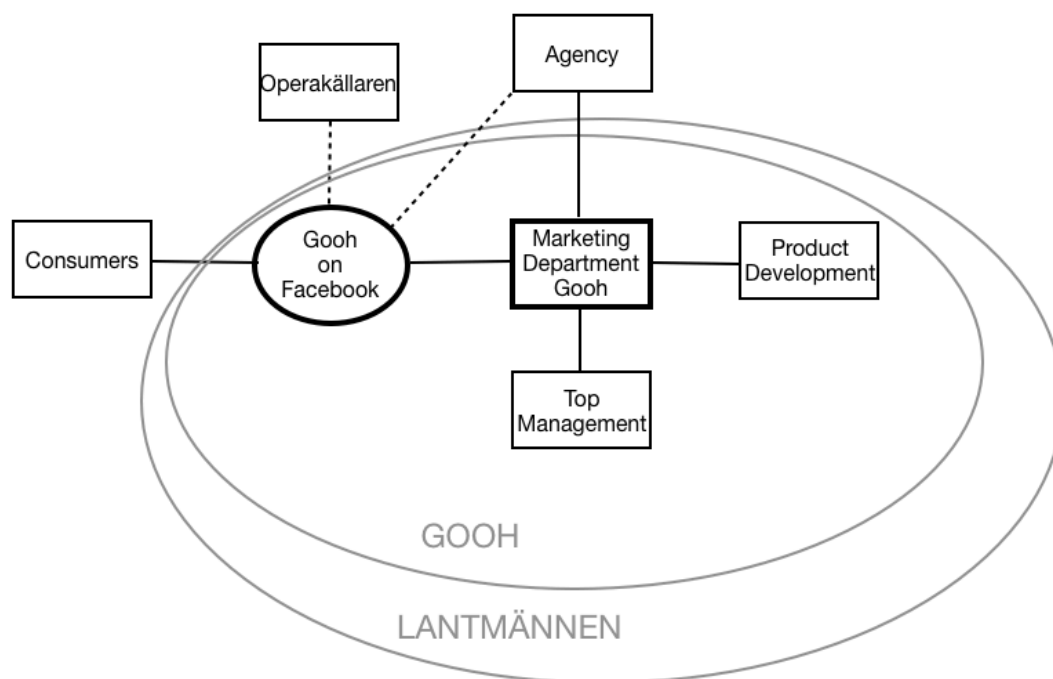 Agency
Operakällaren
Consumers
Gooh
on
Facebook
Marketing
Department
Gooh
Product
Development
Top
Management
GOOH
LANTMÄNNEN